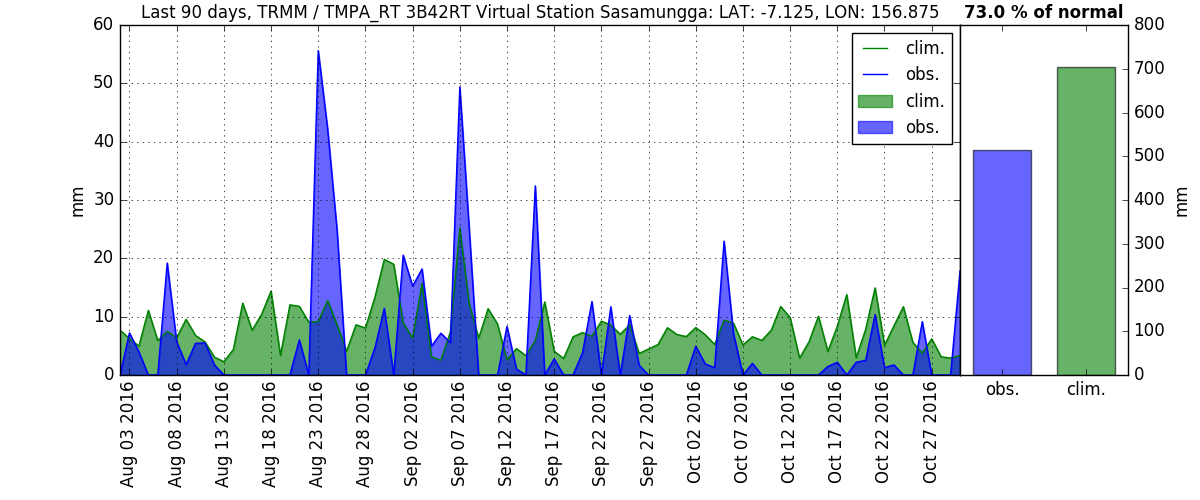 Last 90 days, TRMM / TMPA_RT 3B42RT Virtual Station Sasamungga: LAT: -7.125, LON: 156.875
73.0 % of normal
60
50
40
30
20
10
0
mm
clim.
obs.
clim.
obs.
Aug 03 2016
Aug 08 2016
Aug 13 2016
Aug 18 2016
Aug 23 2016
Aug 28 2016
Sep 02 2016
Sep 07 2016
Sep 12 2016
Sep 17 2016
Sep 22 2016
Sep 27 2016
Oct 02 2016
Oct 07 2016
Oct 12 2016
Oct 17 2016
Oct 22 2016
Oct 27 2016
800
700
600
500
400
300
200
100
0
mm
obs.
clim.